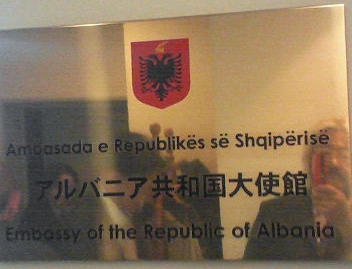 Ambasada e Republikës së Shqipërisë
アルバニア共和国大使館
Embassy of the Republic of Albania